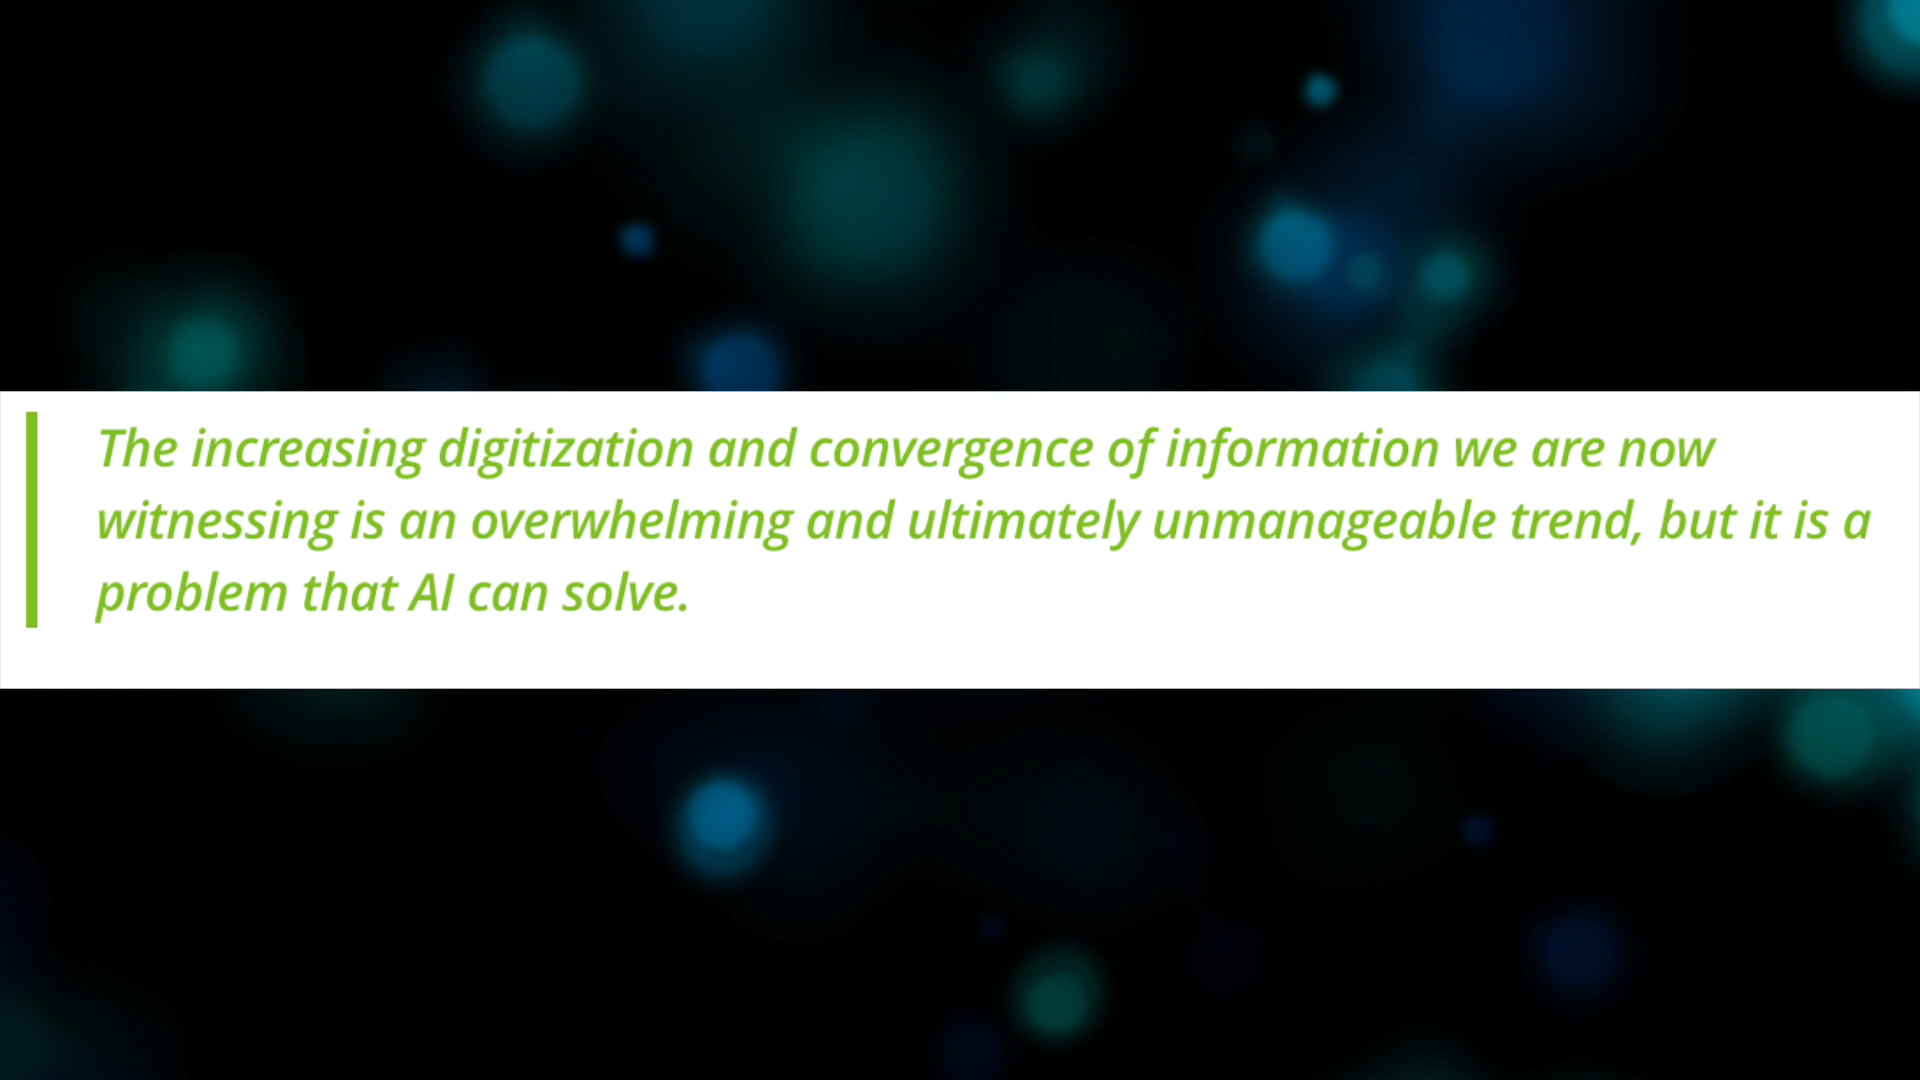 The increasing digitization and convergence of information we are now
witnessing is an overwhelming and ultimately unmanageable trend, but it is a
problem that AI can solve.